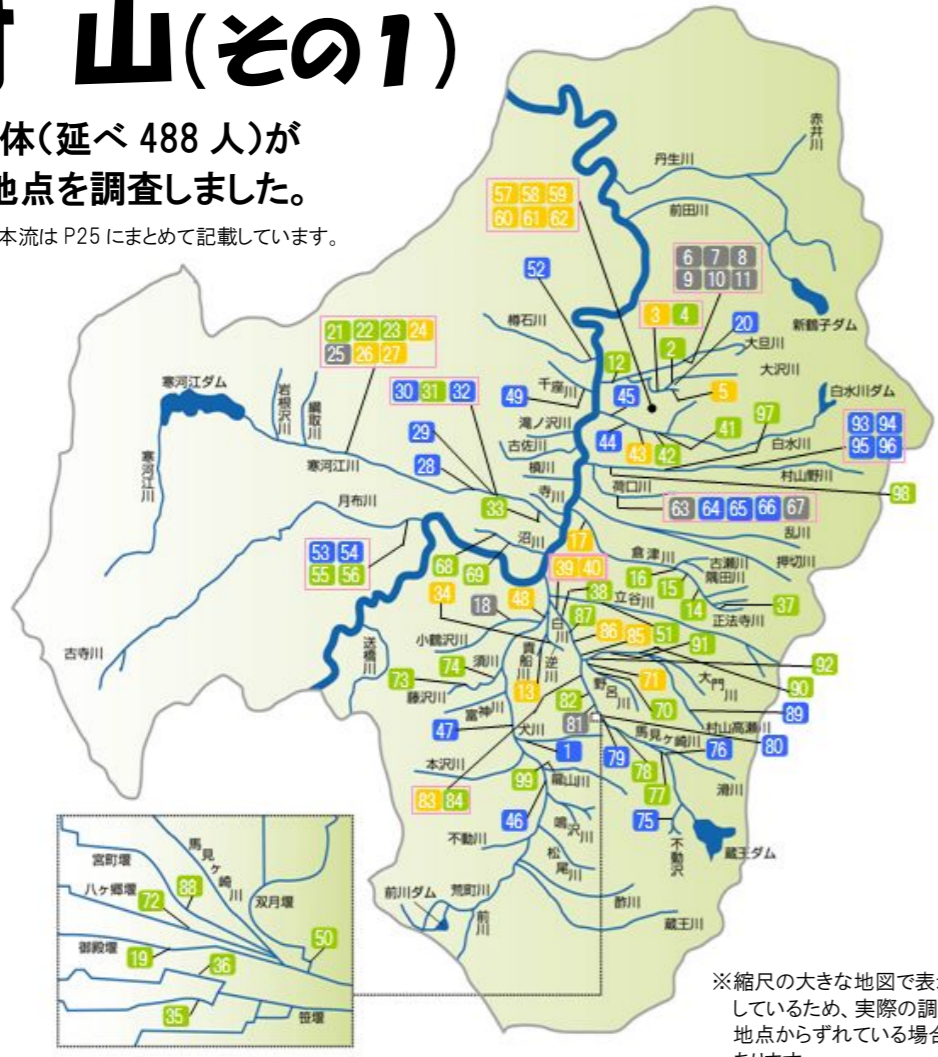 山(その1)
体(延べ 488 人)が
地点を調査しました。
本流は P25 にまとめて記載しています。
赤井川
丹生川
前田川
57 58 59
60 61 62
6 7 8
9 10 11
52
3 4
20
新鶴子ダム
樽石川
大旦川
21 22 23 24
25 26 27
12
2
大沢川
寒河江ダム
岩根沢川
綱取川
30 31 32
49
千座川
45
5
白水川ダム
97
41
29
滝ノ沢川
44
43 42
白水川
93 94
95 96
古佐川
28
寒河江川
槙川
村山野川
寒河江川
荷口川
98
月布川
寺川
33
63 64 65 66 67
乱川
沼川
17
倉津川
53 54
55 56
68
69
39 40
古瀬川
押切川
16
隅田川
15
34
38
立谷川
14
37
18
48
正法寺川
87
白川
古寺川
送橋川
小鶴沢川
86 85 51
91
貴船川
逆川
74
須川
92
73
71
大門川
90
藤沢川
13
野呂川
82
70
89
富神川
81
村山高瀬川
47
犬川
馬見ヶ崎川
80
1
79
76
本沢川
78
99
龍山川
77
滑川
83 84
46
75
鳴沢川
不動川
不動沢
蔵王ダム
松尾川
前川ダム
荒町川
酢川
前川
蔵王川
馬見ヶ崎川
宮町堰
八ヶ郷堰
88
72
双月堰
御殿堰
50
19
36
35
笹堰
※縮尺の大きな地図で表
しているため、実際の調
地点からずれている場合